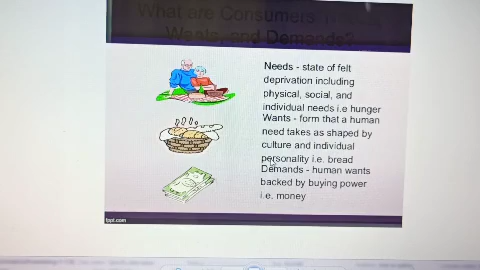 What are Consumers'
Wants, and Demands?
Needs - state of felt
deprivation including
physical, social, and
individual needs i.e hunger
Wants - form that a human
need takes as shaped by
culture and individual
personality i.e. bread
Demands - human wants
backed by buying power
i.e. money
fppt.com